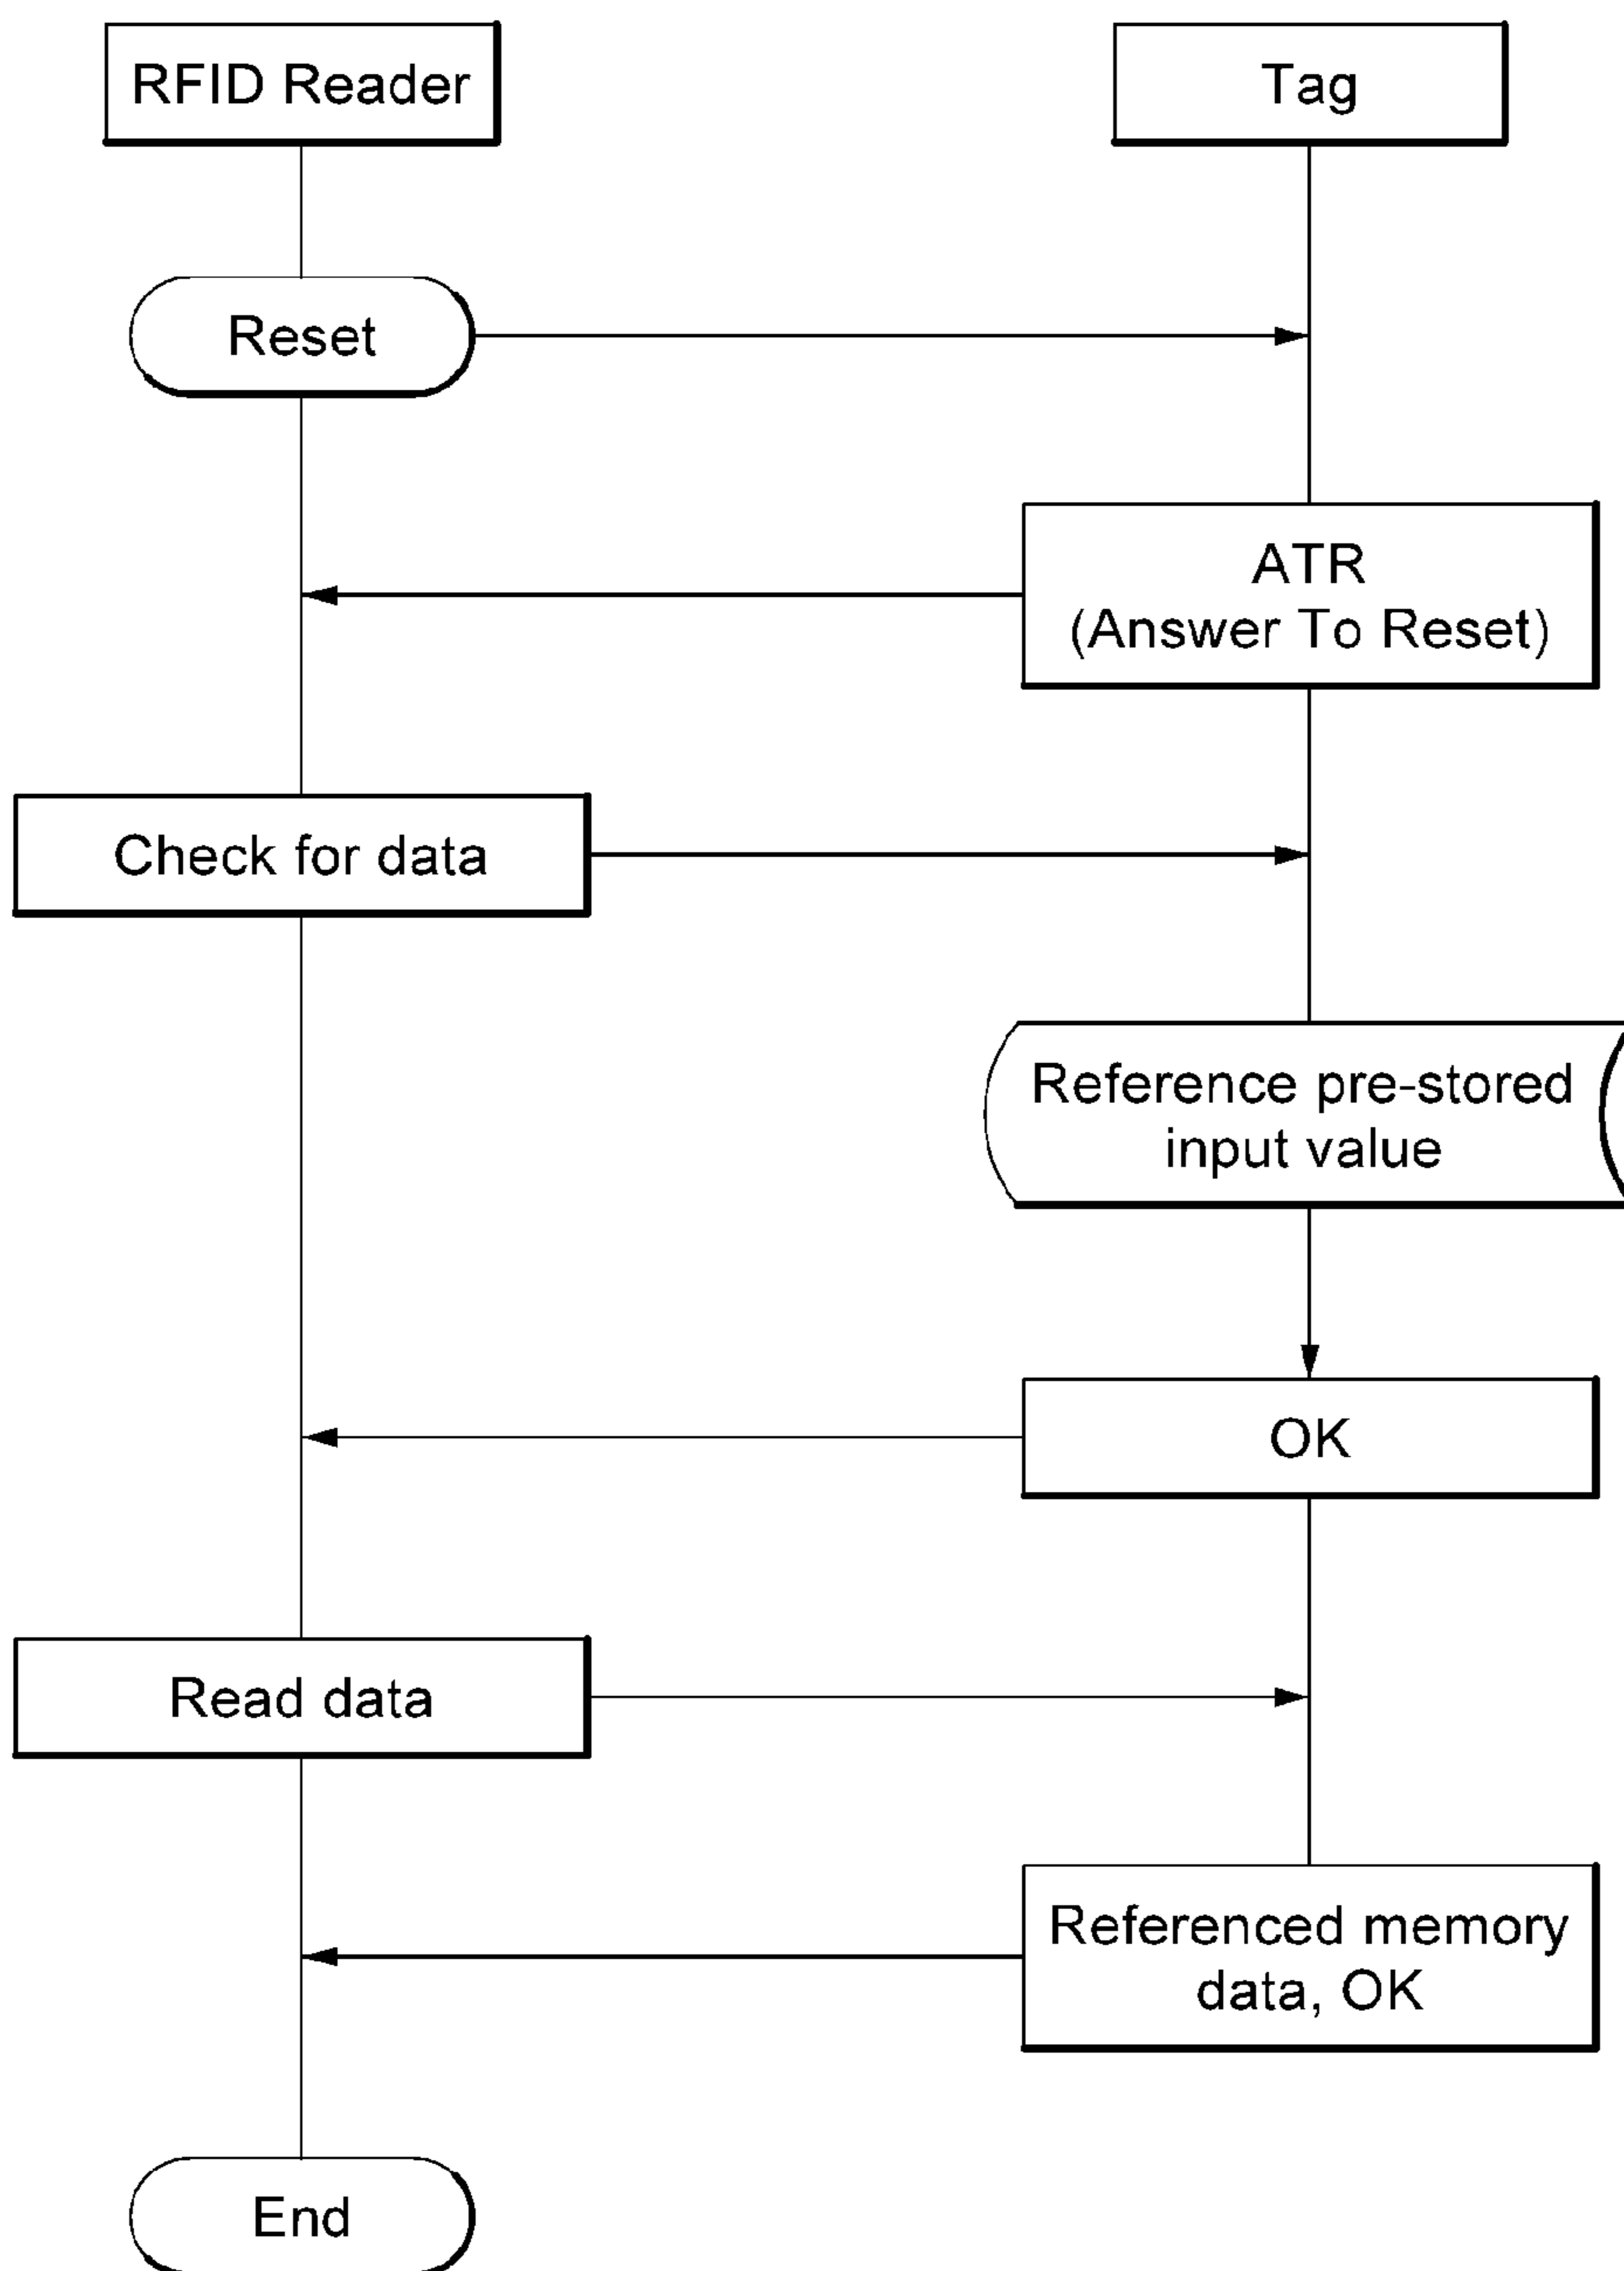 RFID Reader
Tag
Reset
ATR
(Answer To Reset)
Check for data
Reference pre-stored
input value
OK
Read data
Referenced memory
data, OK
End